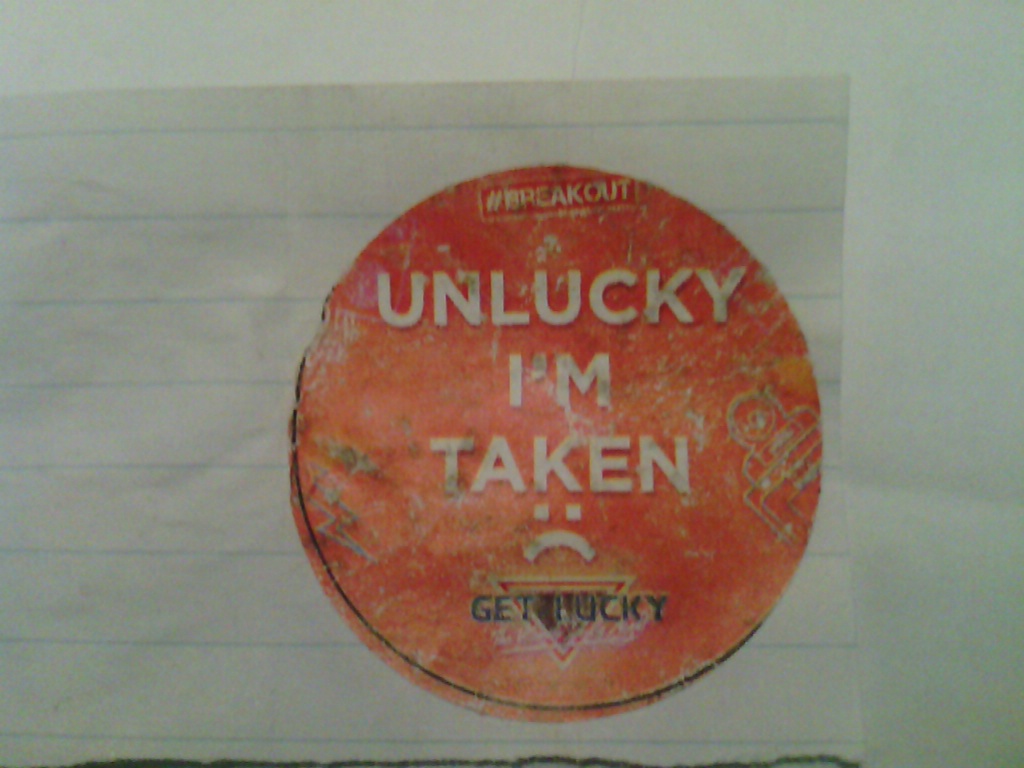 #BREAKOUT
UNLUCKY
I'M
TAKEN
:(
GET LUCKY